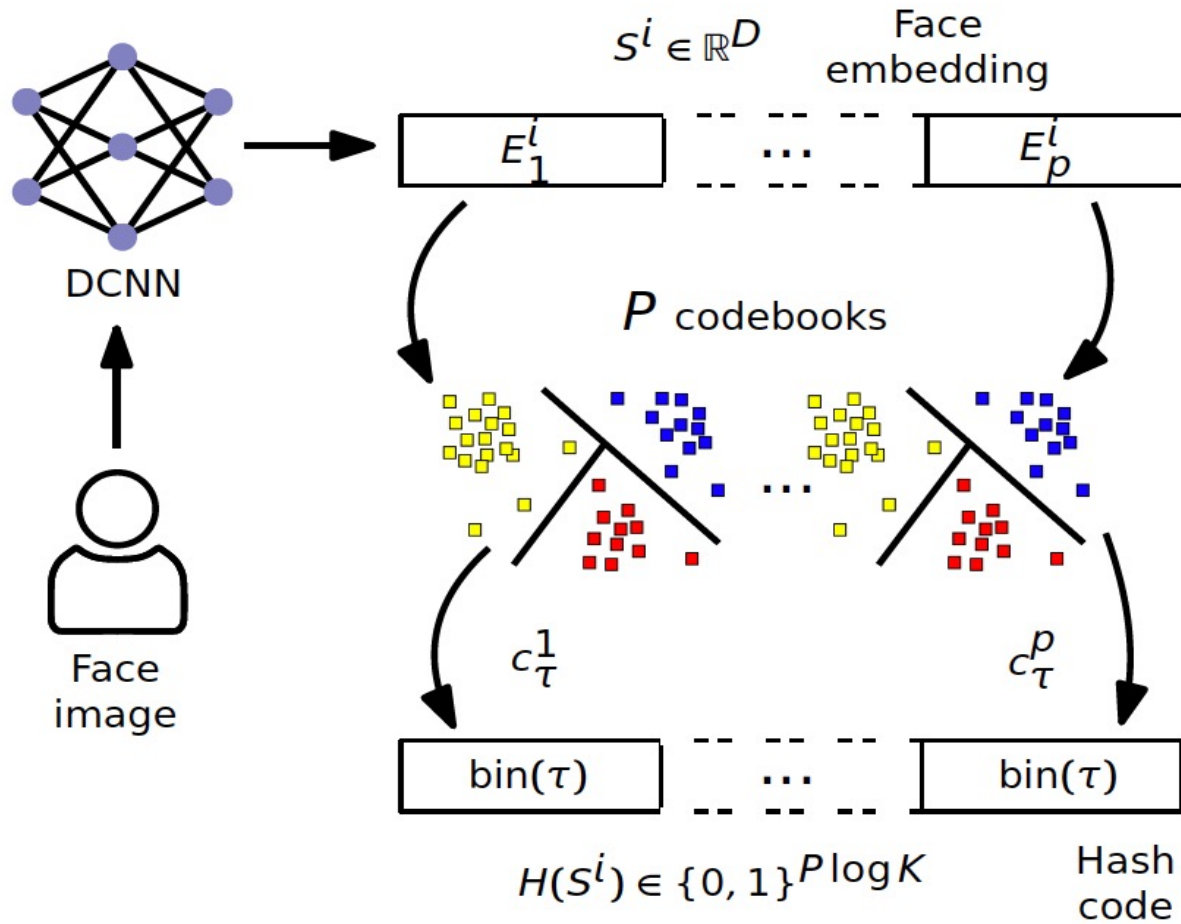 S^i ∈ ℝ^D
Face
embedding
E_1^i
...
E_p^i
DCNN
P codebooks
...
c_τ^1
c_τ^p
Face
image
bin(τ)
...
bin(τ)
H(S^i) ∈ {0, 1}^{P log K}
Hash
code